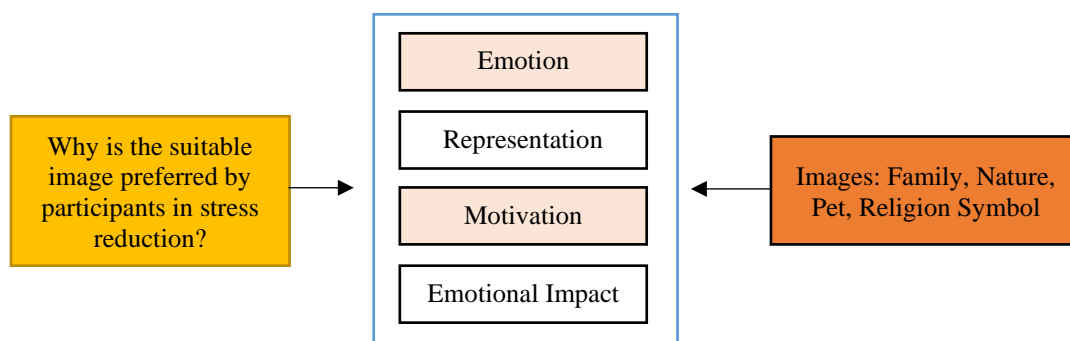 Why is the suitable
image preferred by
participants in stress
reduction?
Emotion
Representation
Motivation
Emotional Impact
Images: Family, Nature,
Pet, Religion Symbol